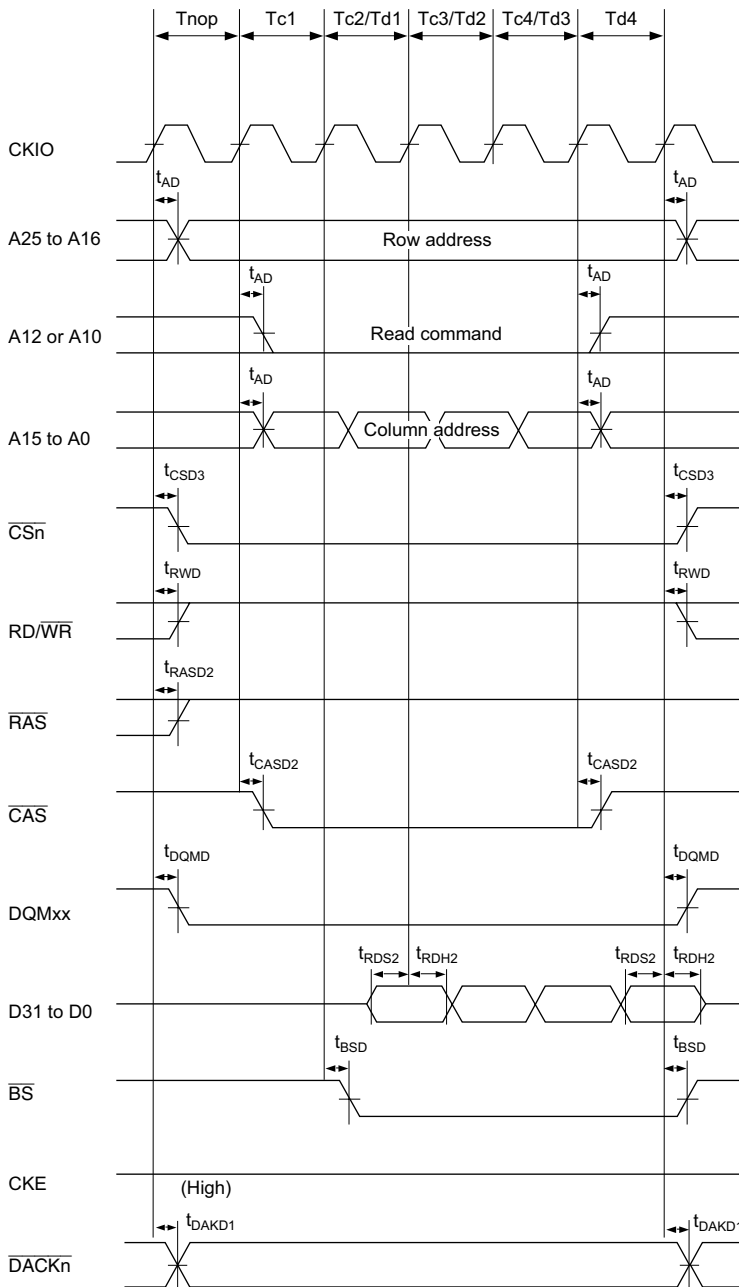 Tnop Tc1 Tc2/Td1 Tc3/Td2 Tc4/Td3 Td4
CKIO
tAD tAD
A25 to A16 Row address
tAD tAD
A12 or A10 Read command
tAD tAD
A15 to A0 Column address
tCSD3 tCSD3
CSn
tRWD tRWD
RD/WR
tRASD2
RAS
tCASD2 tCASD2
CAS
tDQMD tDQMD
DQMxx
tRDS2 tRDH2 tRDS2 tRDH2
D31 to D0
tBSD tBSD
BS
CKE (High)
tDAKD1 tDAKD1
DACKn